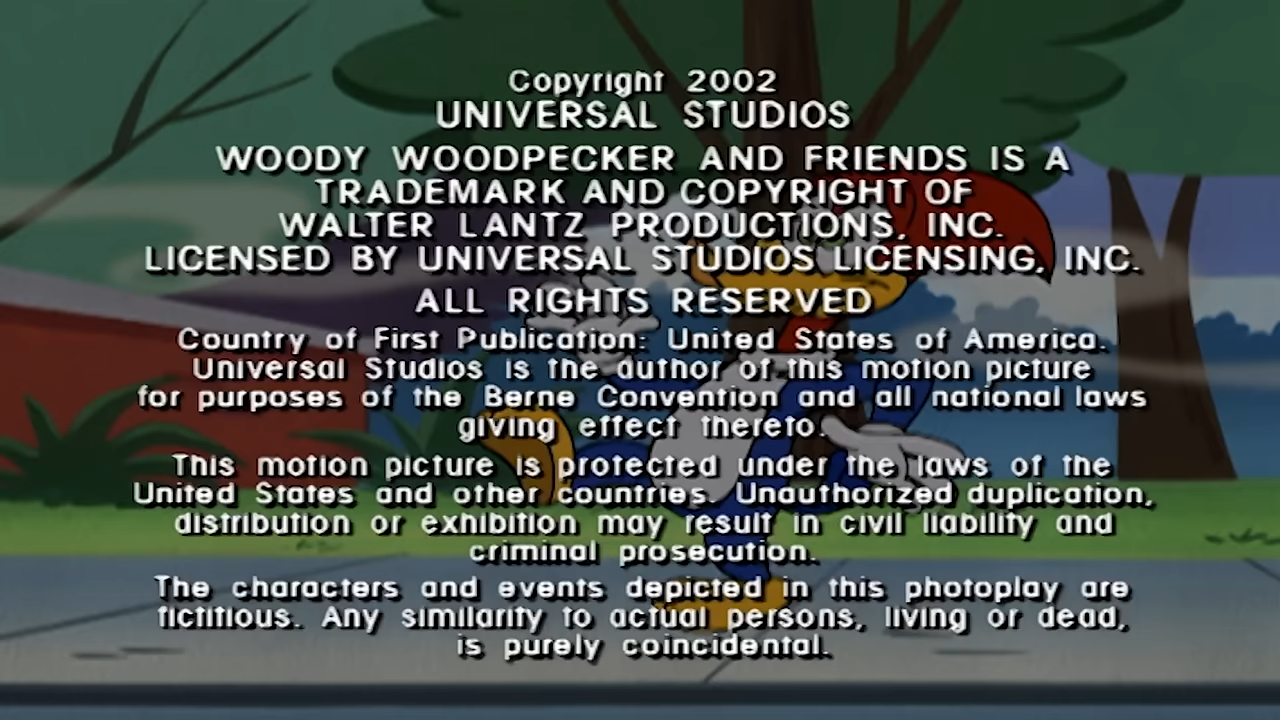 Copyright 2002
UNIVERSAL STUDIOS
WOODY WOODPECKER AND FRIENDS IS A
TRADEMARK AND COPYRIGHT OF
WALTER LANTZ PRODUCTIONS, INC.
LICENSED BY UNIVERSAL STUDIOS LICENSING, INC.
ALL RIGHTS RESERVED
Country of First Publication: United States of America.
Universal Studios is the author of this motion picture
for purposes of the Berne Convention and all national laws
giving effect thereto.
This motion picture is protected under the laws of the
United States and other countries. Unauthorized duplication,
distribution or exhibition may result in civil liability and
criminal prosecution.
The characters and events depicted in this photoplay are
fictitious. Any similarity to actual persons, living or dead,
is purely coincidental.